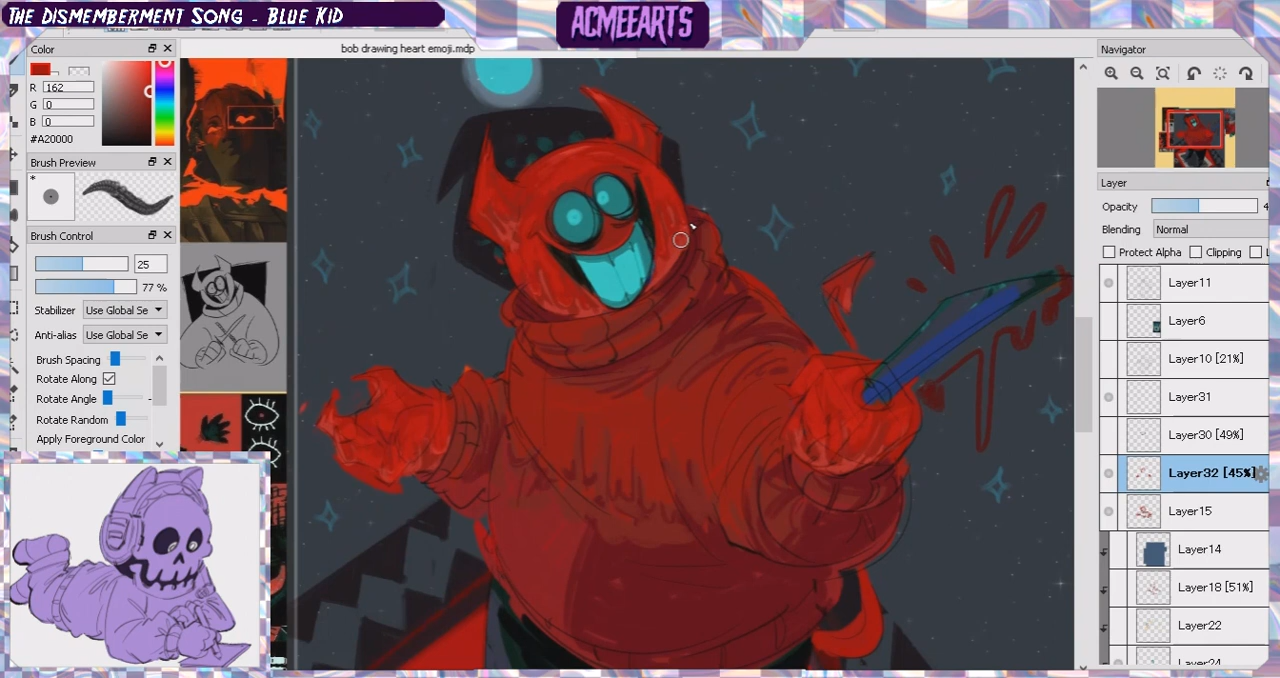 THE DISMEMBERMENT SONG - BLUE KID
ACMEEARTS
bob drawing heart emoji.mdp
Color
R 162
G 0
B 0
#A20000
Brush Preview
*
Brush Control
25
77 %
Stabilizer Use Global Se
Anti-alias Use Global Se
Brush Spacing
Rotate Along
Rotate Angle
Rotate Random
Apply Foreground Color
Navigator
Layer
Opacity 4
Blending Normal
Protect Alpha Clipping L
Layer11
Layer6
Layer10 [21%]
Layer31
Layer30 [49%]
Layer32 [45%]
Layer15
Layer14
Layer18 [51%]
Layer22
Layer24